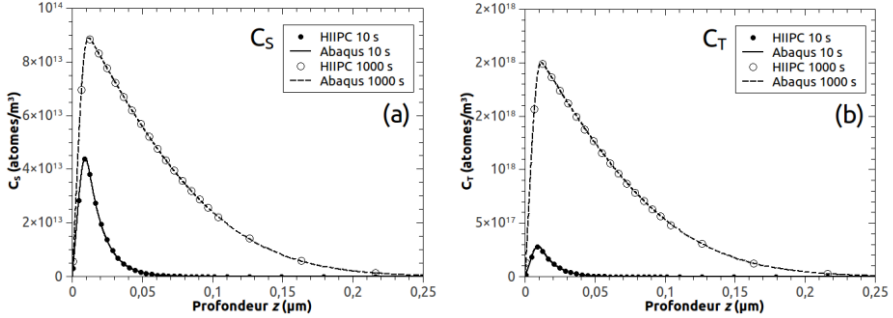 10¹⁴
8×10¹³
6×10¹³
4×10¹³
2×10¹³
0
C_S (atomes/m³)
0 0,05 0,1 0,15 0,2 0,25
Profondeur z (μm)
C_S
HIIPC 10 s
Abaqus 10 s
HIIPC 1000 s
Abaqus 1000 s
(a)
2×10¹⁸
2×10¹⁸
2×10¹⁸
10¹⁸
5×10¹⁷
0
C_T (atomes/m³)
0 0,05 0,1 0,15 0,2 0,25
Profondeur z (μm)
C_T
HIIPC 10 s
Abaqus 10 s
HIIPC 1000 s
Abaqus 1000 s
(b)